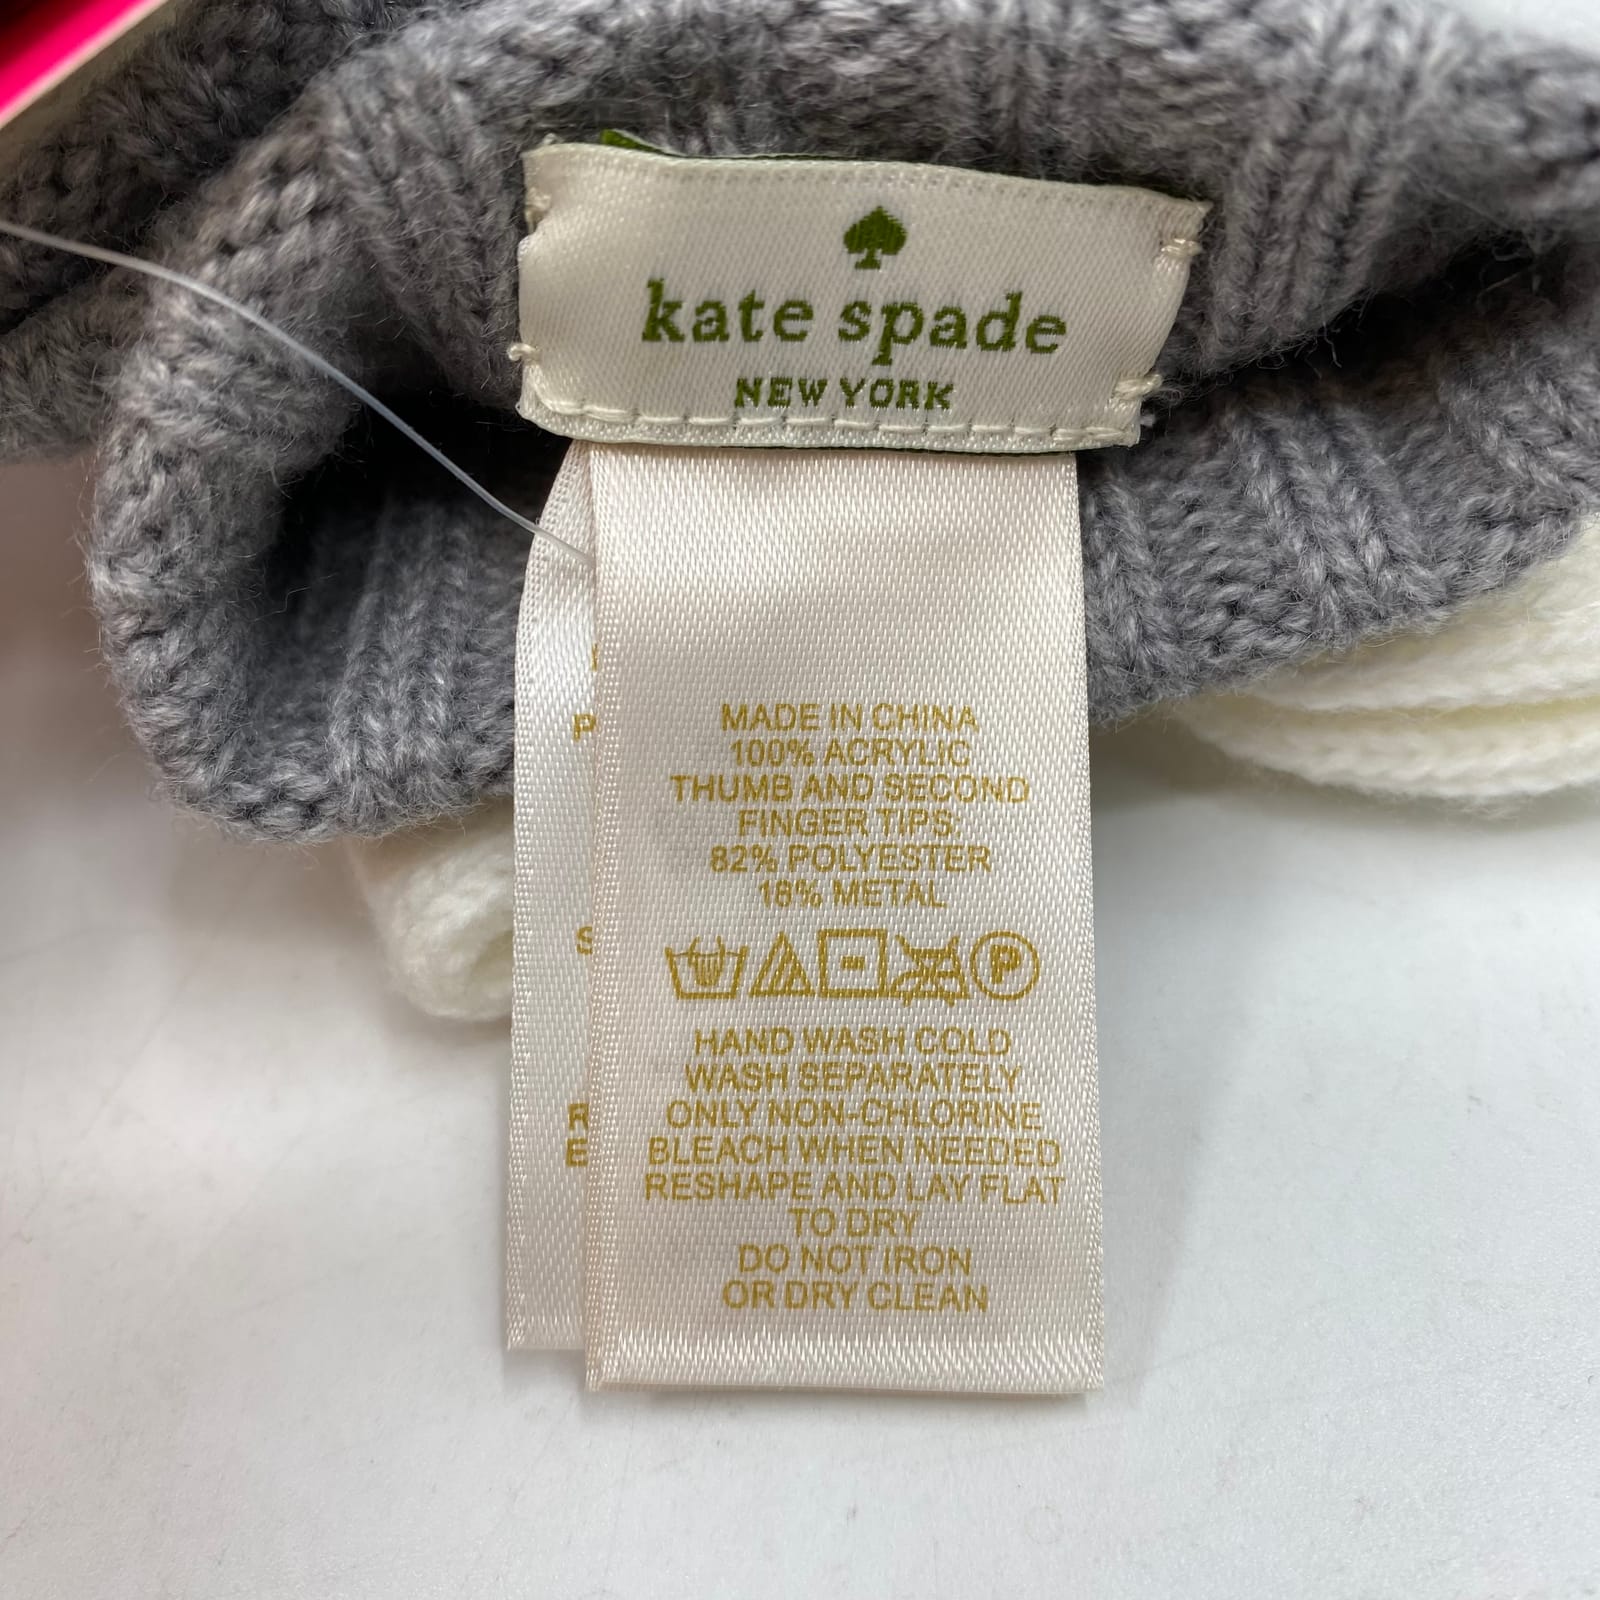 kate spade
NEW YORK
MADE IN CHINA
100% ACRYLIC
THUMB AND SECOND
FINGER TIPS
82% POLYESTER
18% METAL
P
HAND WASH COLD
WASH SEPARATELY
ONLY NON-CHLORINE
BLEACH WHEN NEEDED
RESHAPE AND LAY FLAT
TO DRY
DO NOT IRON
OR DRY CLEAN